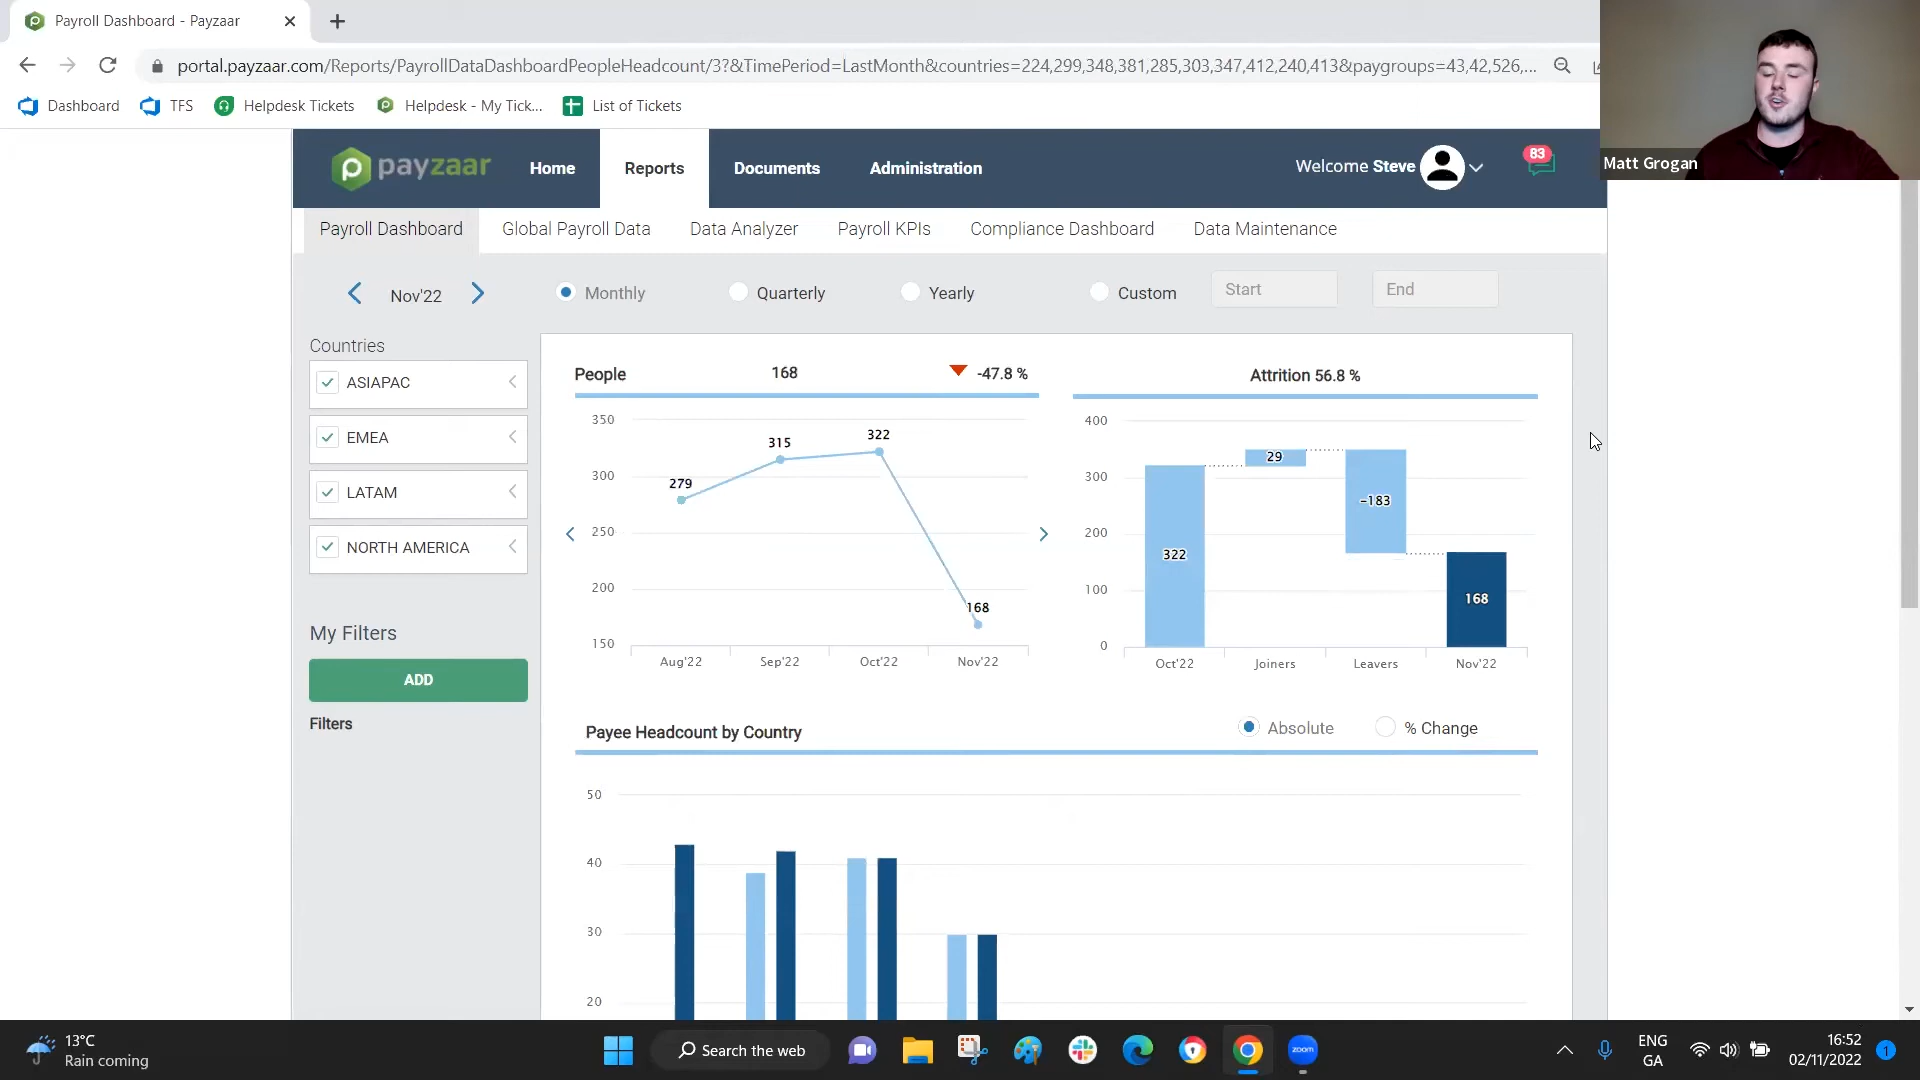 Payroll Dashboard - Payzaar
portal.payzaar.com/Reports/PayrollDataDashboardPeopleHeadcount/3?&TimePeriod=LastMonth&countries=224,299,348,381,285,303,347,412,240,413&paygroups=43,42,526,...
Dashboard TFS Helpdesk Tickets Helpdesk - My Tick... List of Tickets
Matt Grogan
payzaar Home Reports Documents Administration Welcome Steve 83
Payroll Dashboard Global Payroll Data Data Analyzer Payroll KPIs Compliance Dashboard Data Maintenance
Nov'22 Monthly Quarterly Yearly Custom Start End
Countries
ASIAPAC
EMEA
LATAM
NORTH AMERICA
My Filters
ADD
Filters
People 168 -47.8 %
350
300
250
200
150
279
315
322
168
Aug'22 Sep'22 Oct'22 Nov'22
Attrition 56.8 %
400
300
200
100
0
322
29
-183
168
Oct'22 Joiners Leavers Nov'22
Payee Headcount by Country Absolute % Change
50
40
30
20
13°C
Rain coming
Search the web
zoom
ENG
GA
16:52
02/11/2022
1